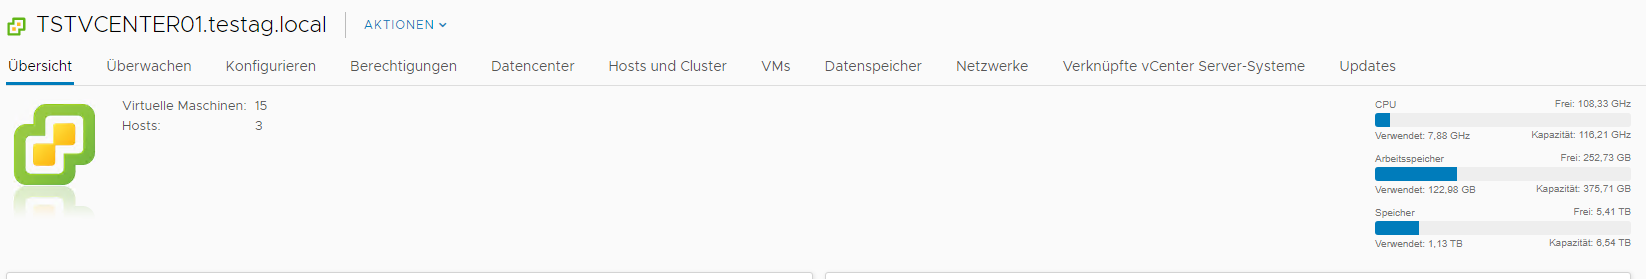 TSTVCENTER01.testag.local AKTIONEN
Übersicht Überwachen Konfigurieren Berechtigungen Datencenter Hosts und Cluster VMs Datenspeicher Netzwerke Verknüpfte vCenter Server-Systeme Updates
Virtuelle Maschinen: 15
Hosts: 3
CPU Frei: 108,33 GHz
Verwendet: 7,88 GHz Kapazität: 116,21 GHz
Arbeitsspeicher Frei: 252,73 GB
Verwendet: 122,98 GB Kapazität: 375,71 GB
Speicher Frei: 5,41 TB
Verwendet: 1,13 TB Kapazität: 6,54 TB